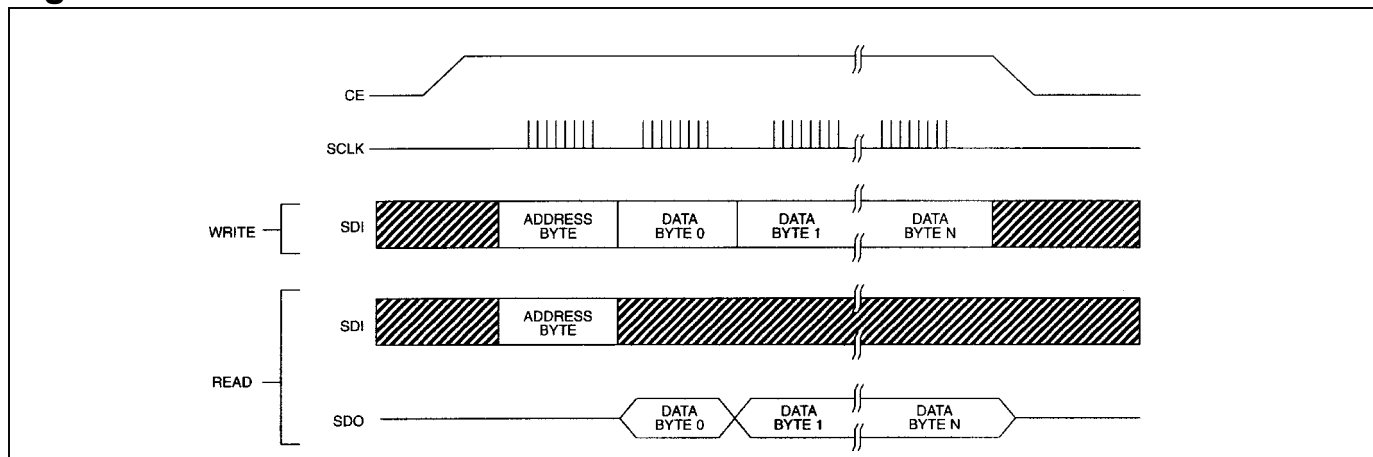 CE
SCLK
WRITE
SDI
ADDRESS
BYTE
DATA
BYTE 0
DATA
BYTE 1
DATA
BYTE N
READ
SDI
ADDRESS
BYTE
SDO
DATA
BYTE 0
DATA
BYTE 1
DATA
BYTE N